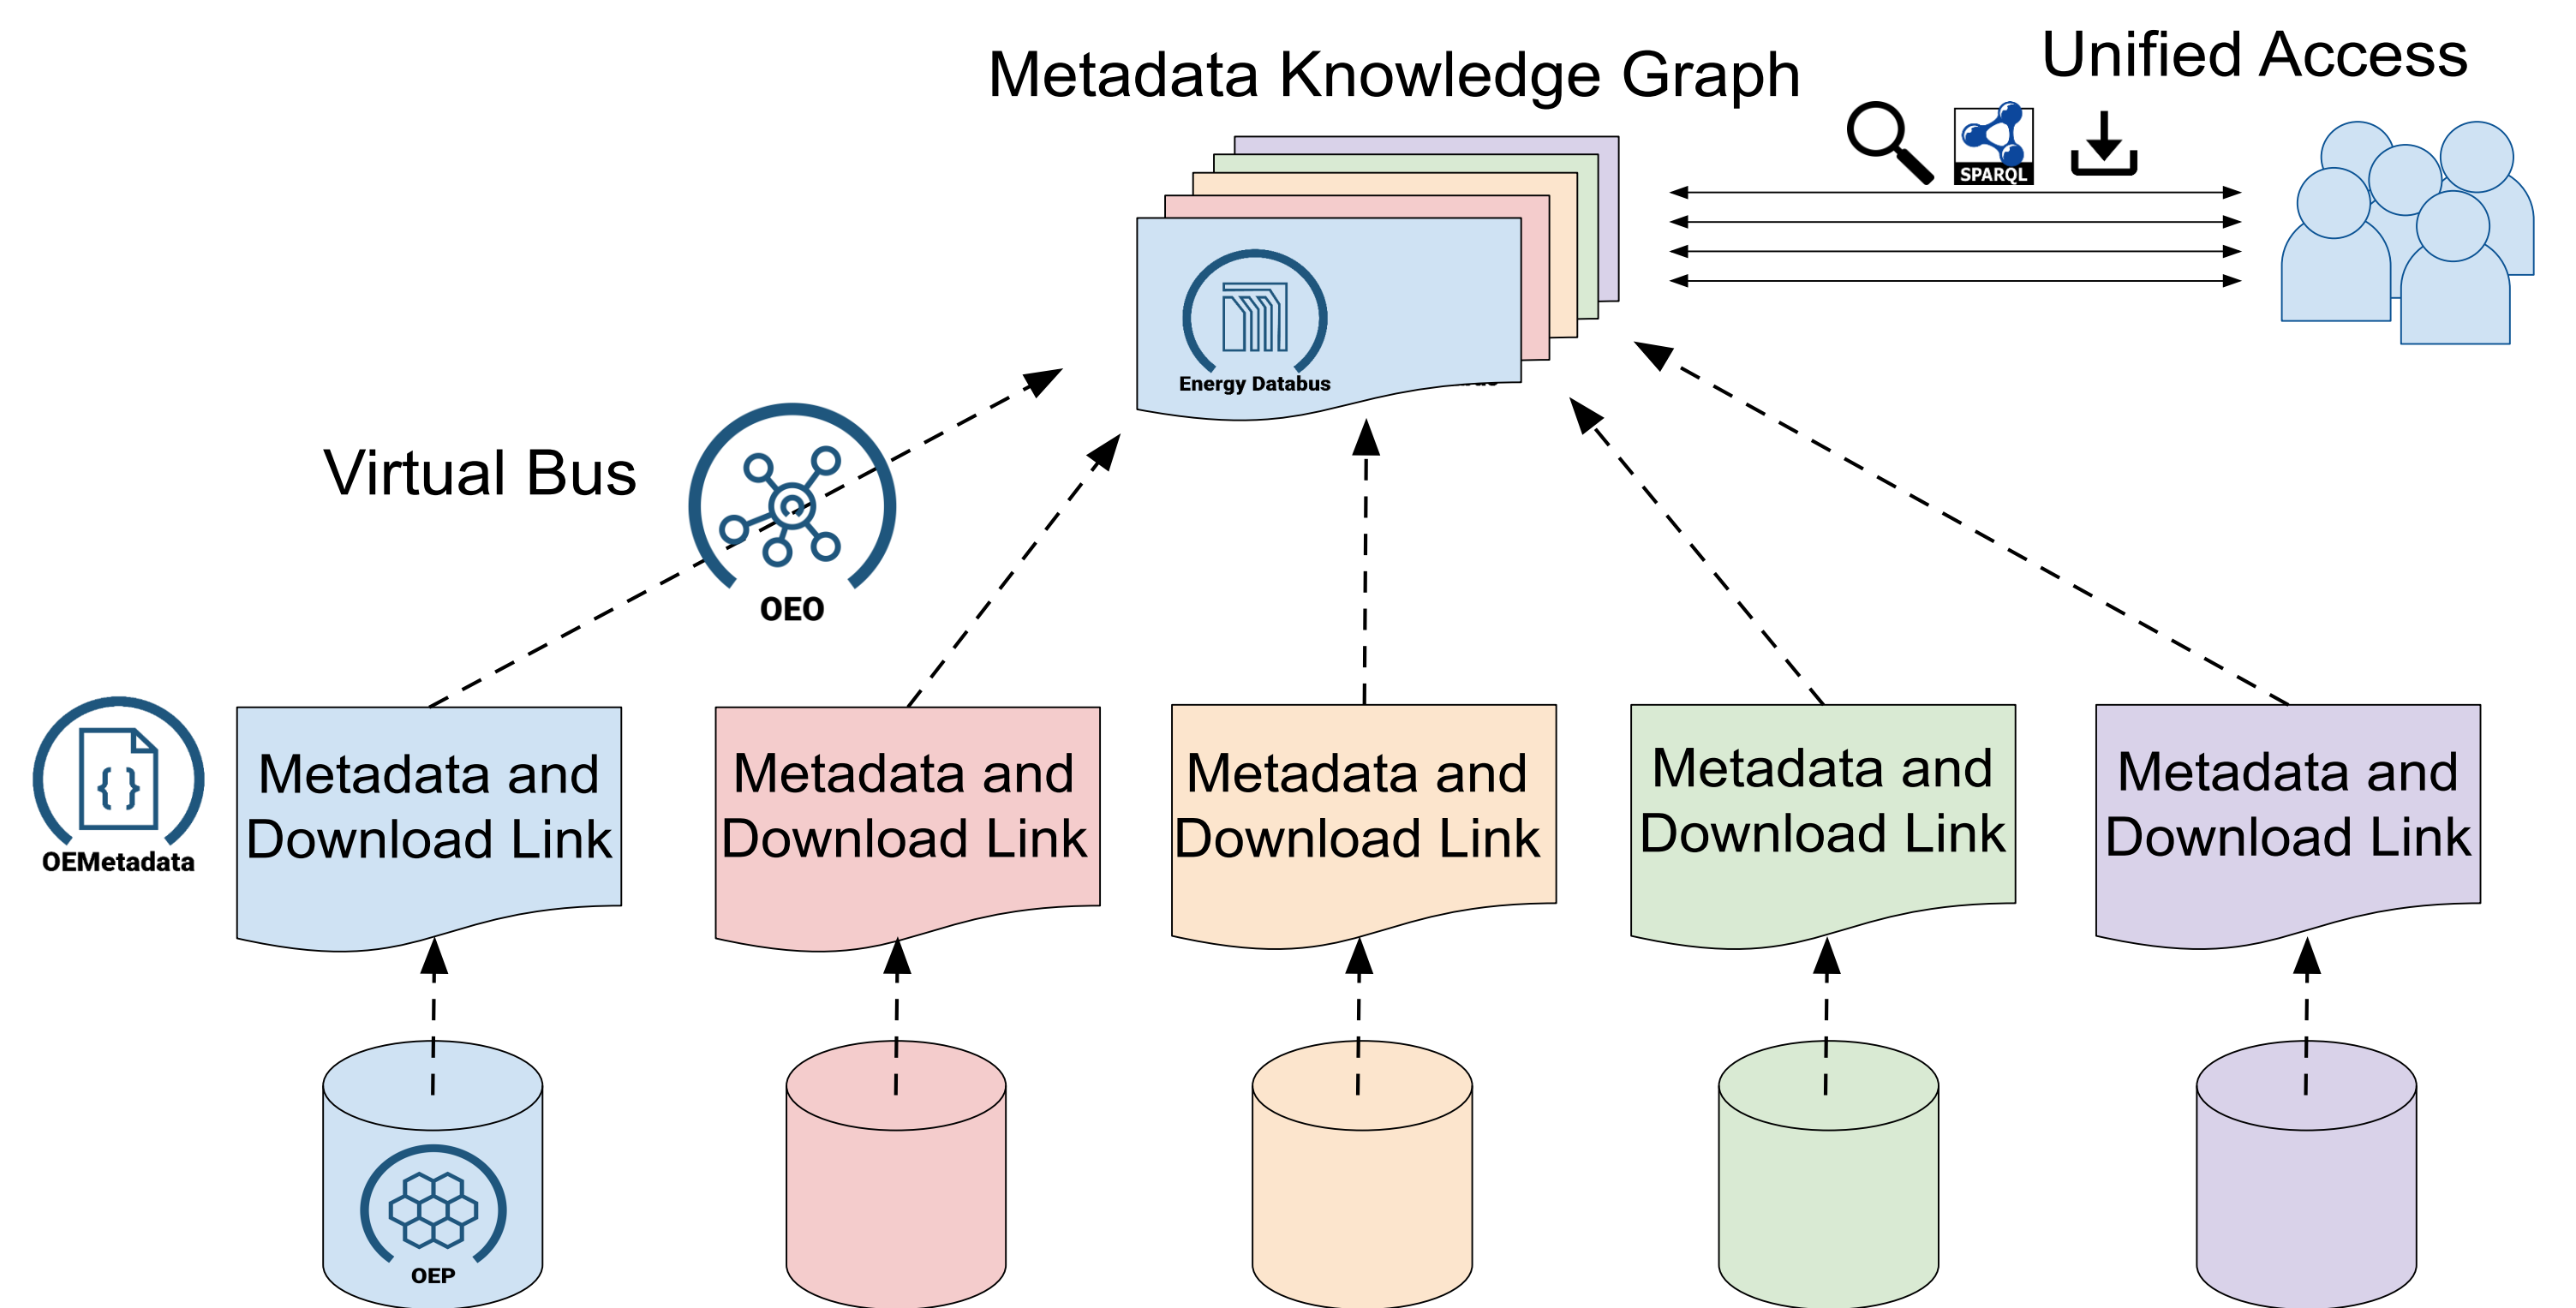 Metadata Knowledge Graph
Unified Access
SPARQL
Energy Databus
Virtual Bus
OEO
OEMetadata
Metadata and
Download Link
Metadata and
Download Link
Metadata and
Download Link
Metadata and
Download Link
Metadata and
Download Link
OEP